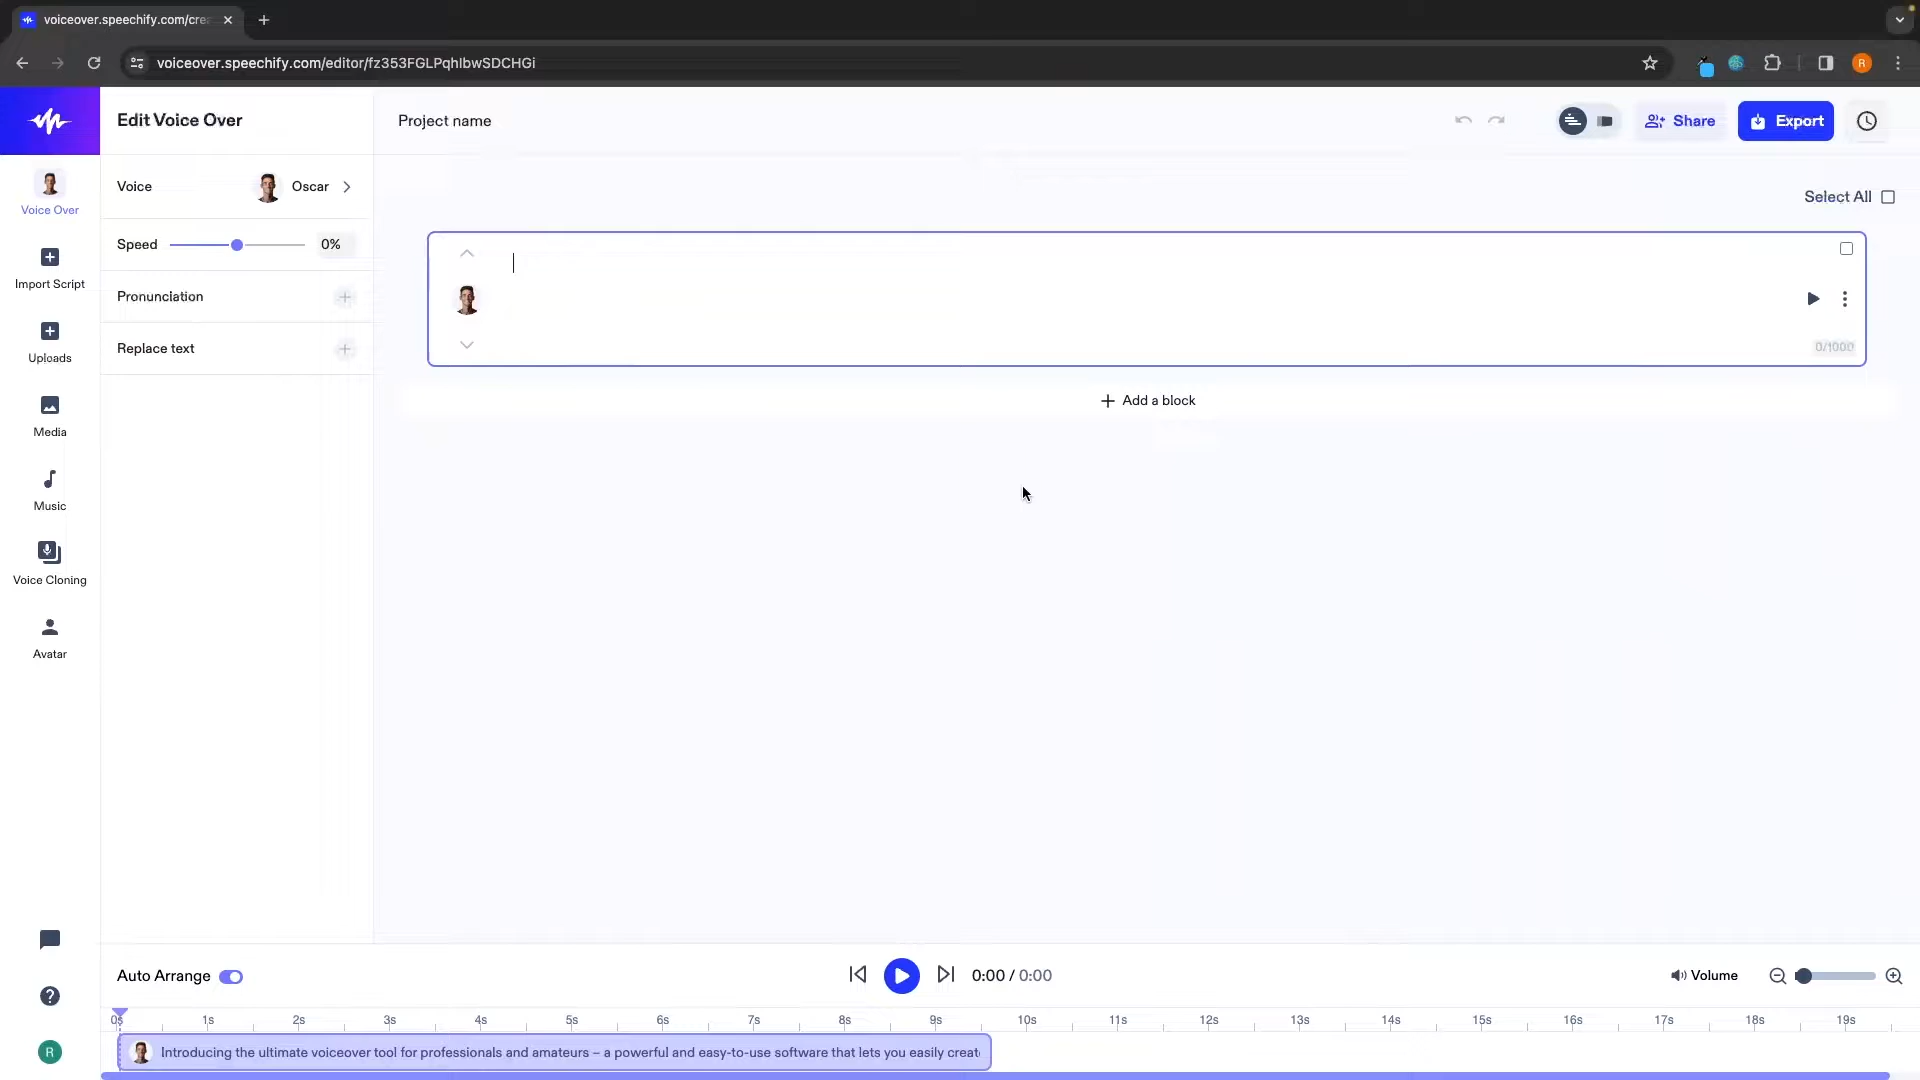 voiceover.speechify.com/crea
voiceover.speechify.com/editor/fz353FGLPqhIbwSDCHGi
R
Edit Voice Over
Project name
Share
Export
Voice Over
Import Script
Uploads
Media
Music
Voice Cloning
Avatar
R
Voice
Oscar
Speed
0%
Pronunciation
Replace text
Select All
0/1000
Add a block
Auto Arrange
0:00 / 0:00
Volume
0s 1s 2s 3s 4s 5s 6s 7s 8s 9s 10s 11s 12s 13s 14s 15s 16s 17s 18s 19s
Introducing the ultimate voiceover tool for professionals and amateurs – a powerful and easy-to-use software that lets you easily creat